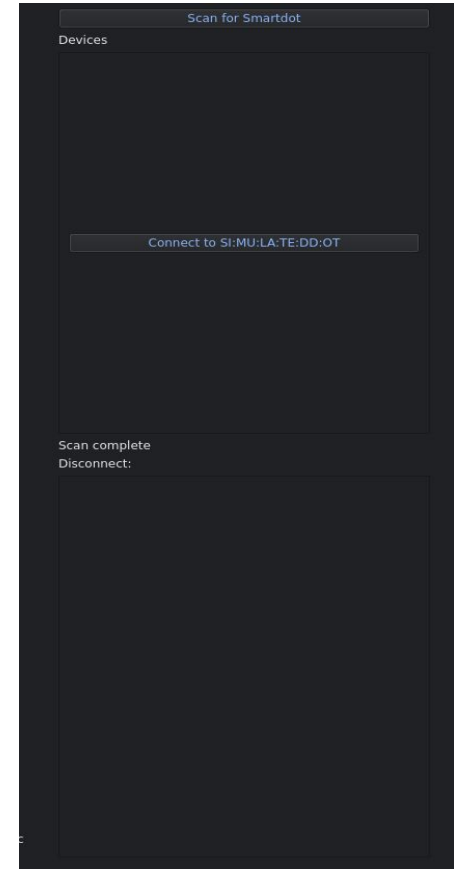 Scan for Smartdot
Devices
Connect to SI:MU:LA:TE:DD:OT
Scan complete
Disconnect: